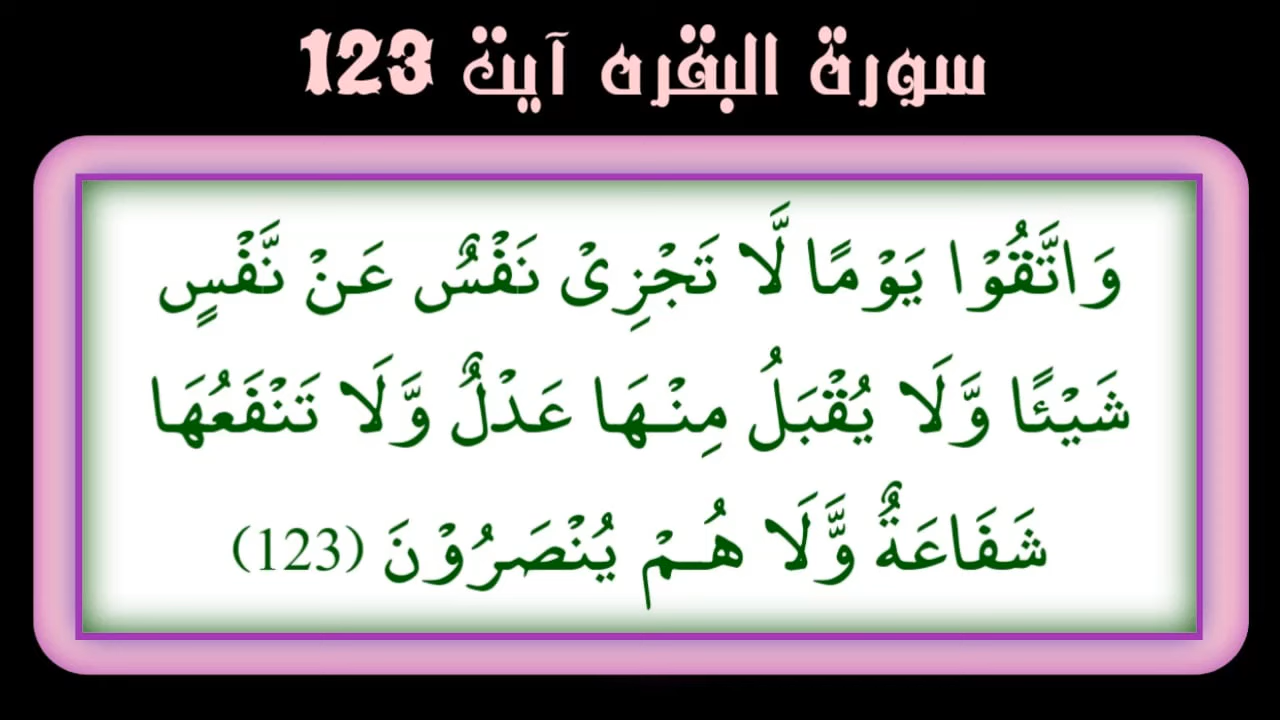 سورة البقره آیت 123
وَاتَّقُوْا یَوْمًا لَّا تَجْزِیْ نَفْسٌ عَنْ نَّفْسٍ
شَیْئًا وَّلَا یُقْبَلُ مِنْهَا عَدْلٌ وَّلَا تَنْفَعُهَا
شَفَاعَةٌ وَّلَا هُمْ یُنْصَرُوْنَ (123)